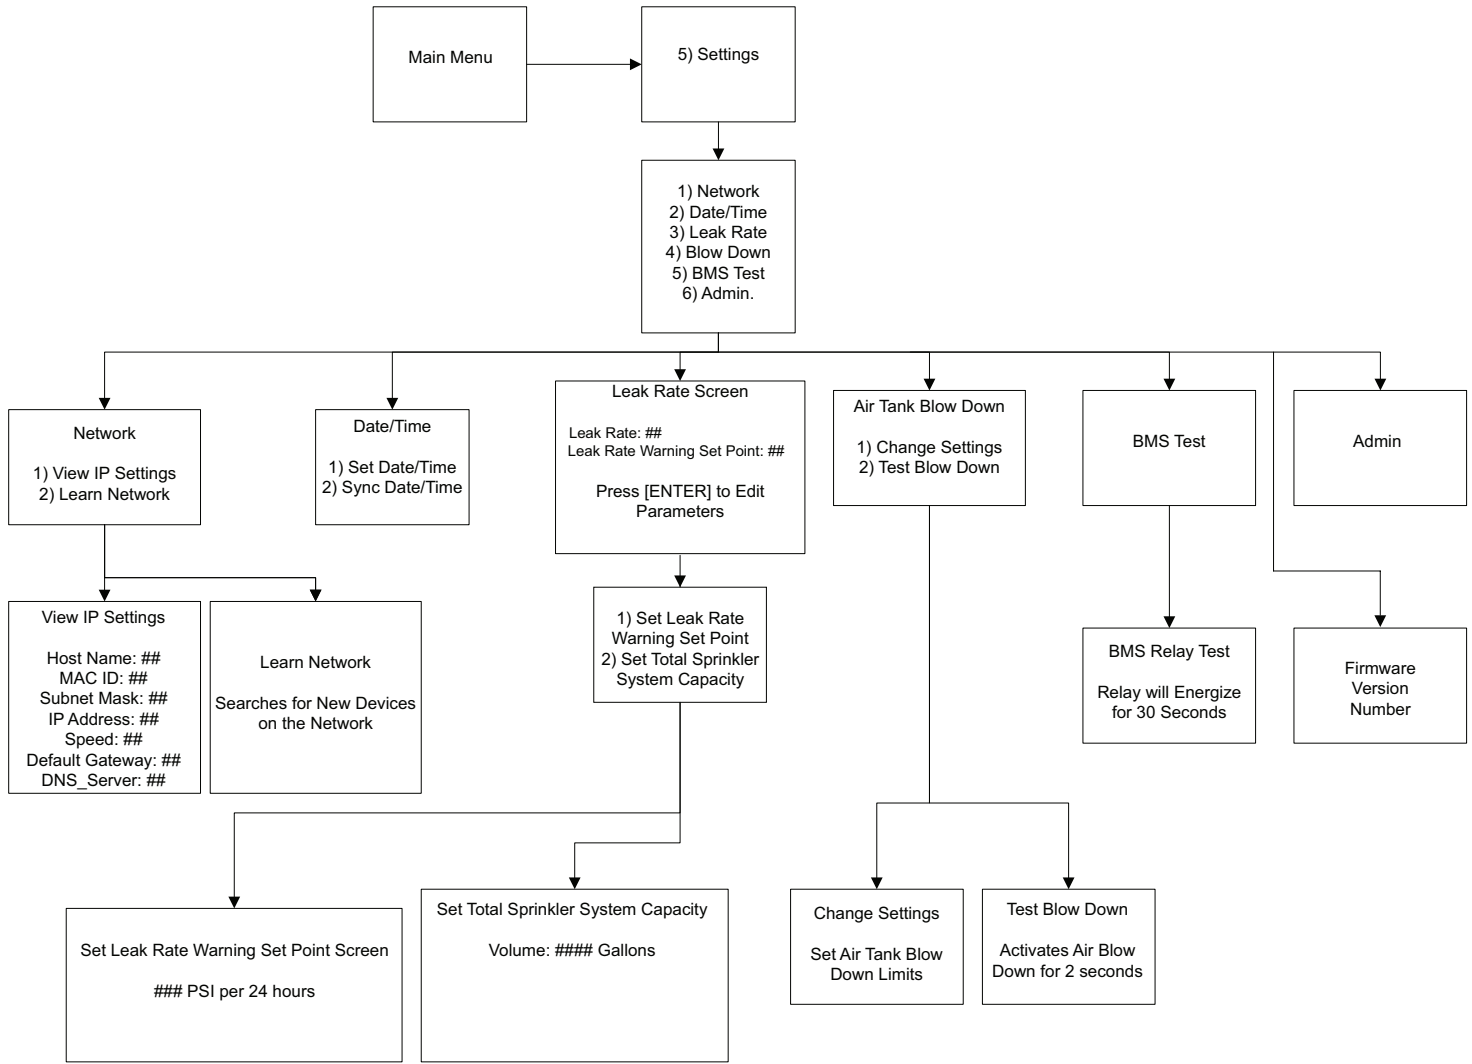 Main Menu
5) Settings
1) Network
2) Date/Time
3) Leak Rate
4) Blow Down
5) BMS Test
6) Admin.
Network
1) View IP Settings
2) Learn Network
Date/Time
1) Set Date/Time
2) Sync Date/Time
Leak Rate Screen
Leak Rate: ##
Leak Rate Warning Set Point: ##
Press [ENTER] to Edit
Parameters
Air Tank Blow Down
1) Change Settings
2) Test Blow Down
BMS Test
Admin
View IP Settings
Host Name: ##
MAC ID: ##
Subnet Mask: ##
IP Address: ##
Speed: ##
Default Gateway: ##
DNS_Server: ##
Learn Network
Searches for New Devices
on the Network
1) Set Leak Rate
Warning Set Point
2) Set Total Sprinkler
System Capacity
BMS Relay Test
Relay will Energize
for 30 Seconds
Firmware
Version
Number
Set Leak Rate Warning Set Point Screen
### PSI per 24 hours
Set Total Sprinkler System Capacity
Volume: #### Gallons
Change Settings
Set Air Tank Blow
Down Limits
Test Blow Down
Activates Air Blow
Down for 2 seconds